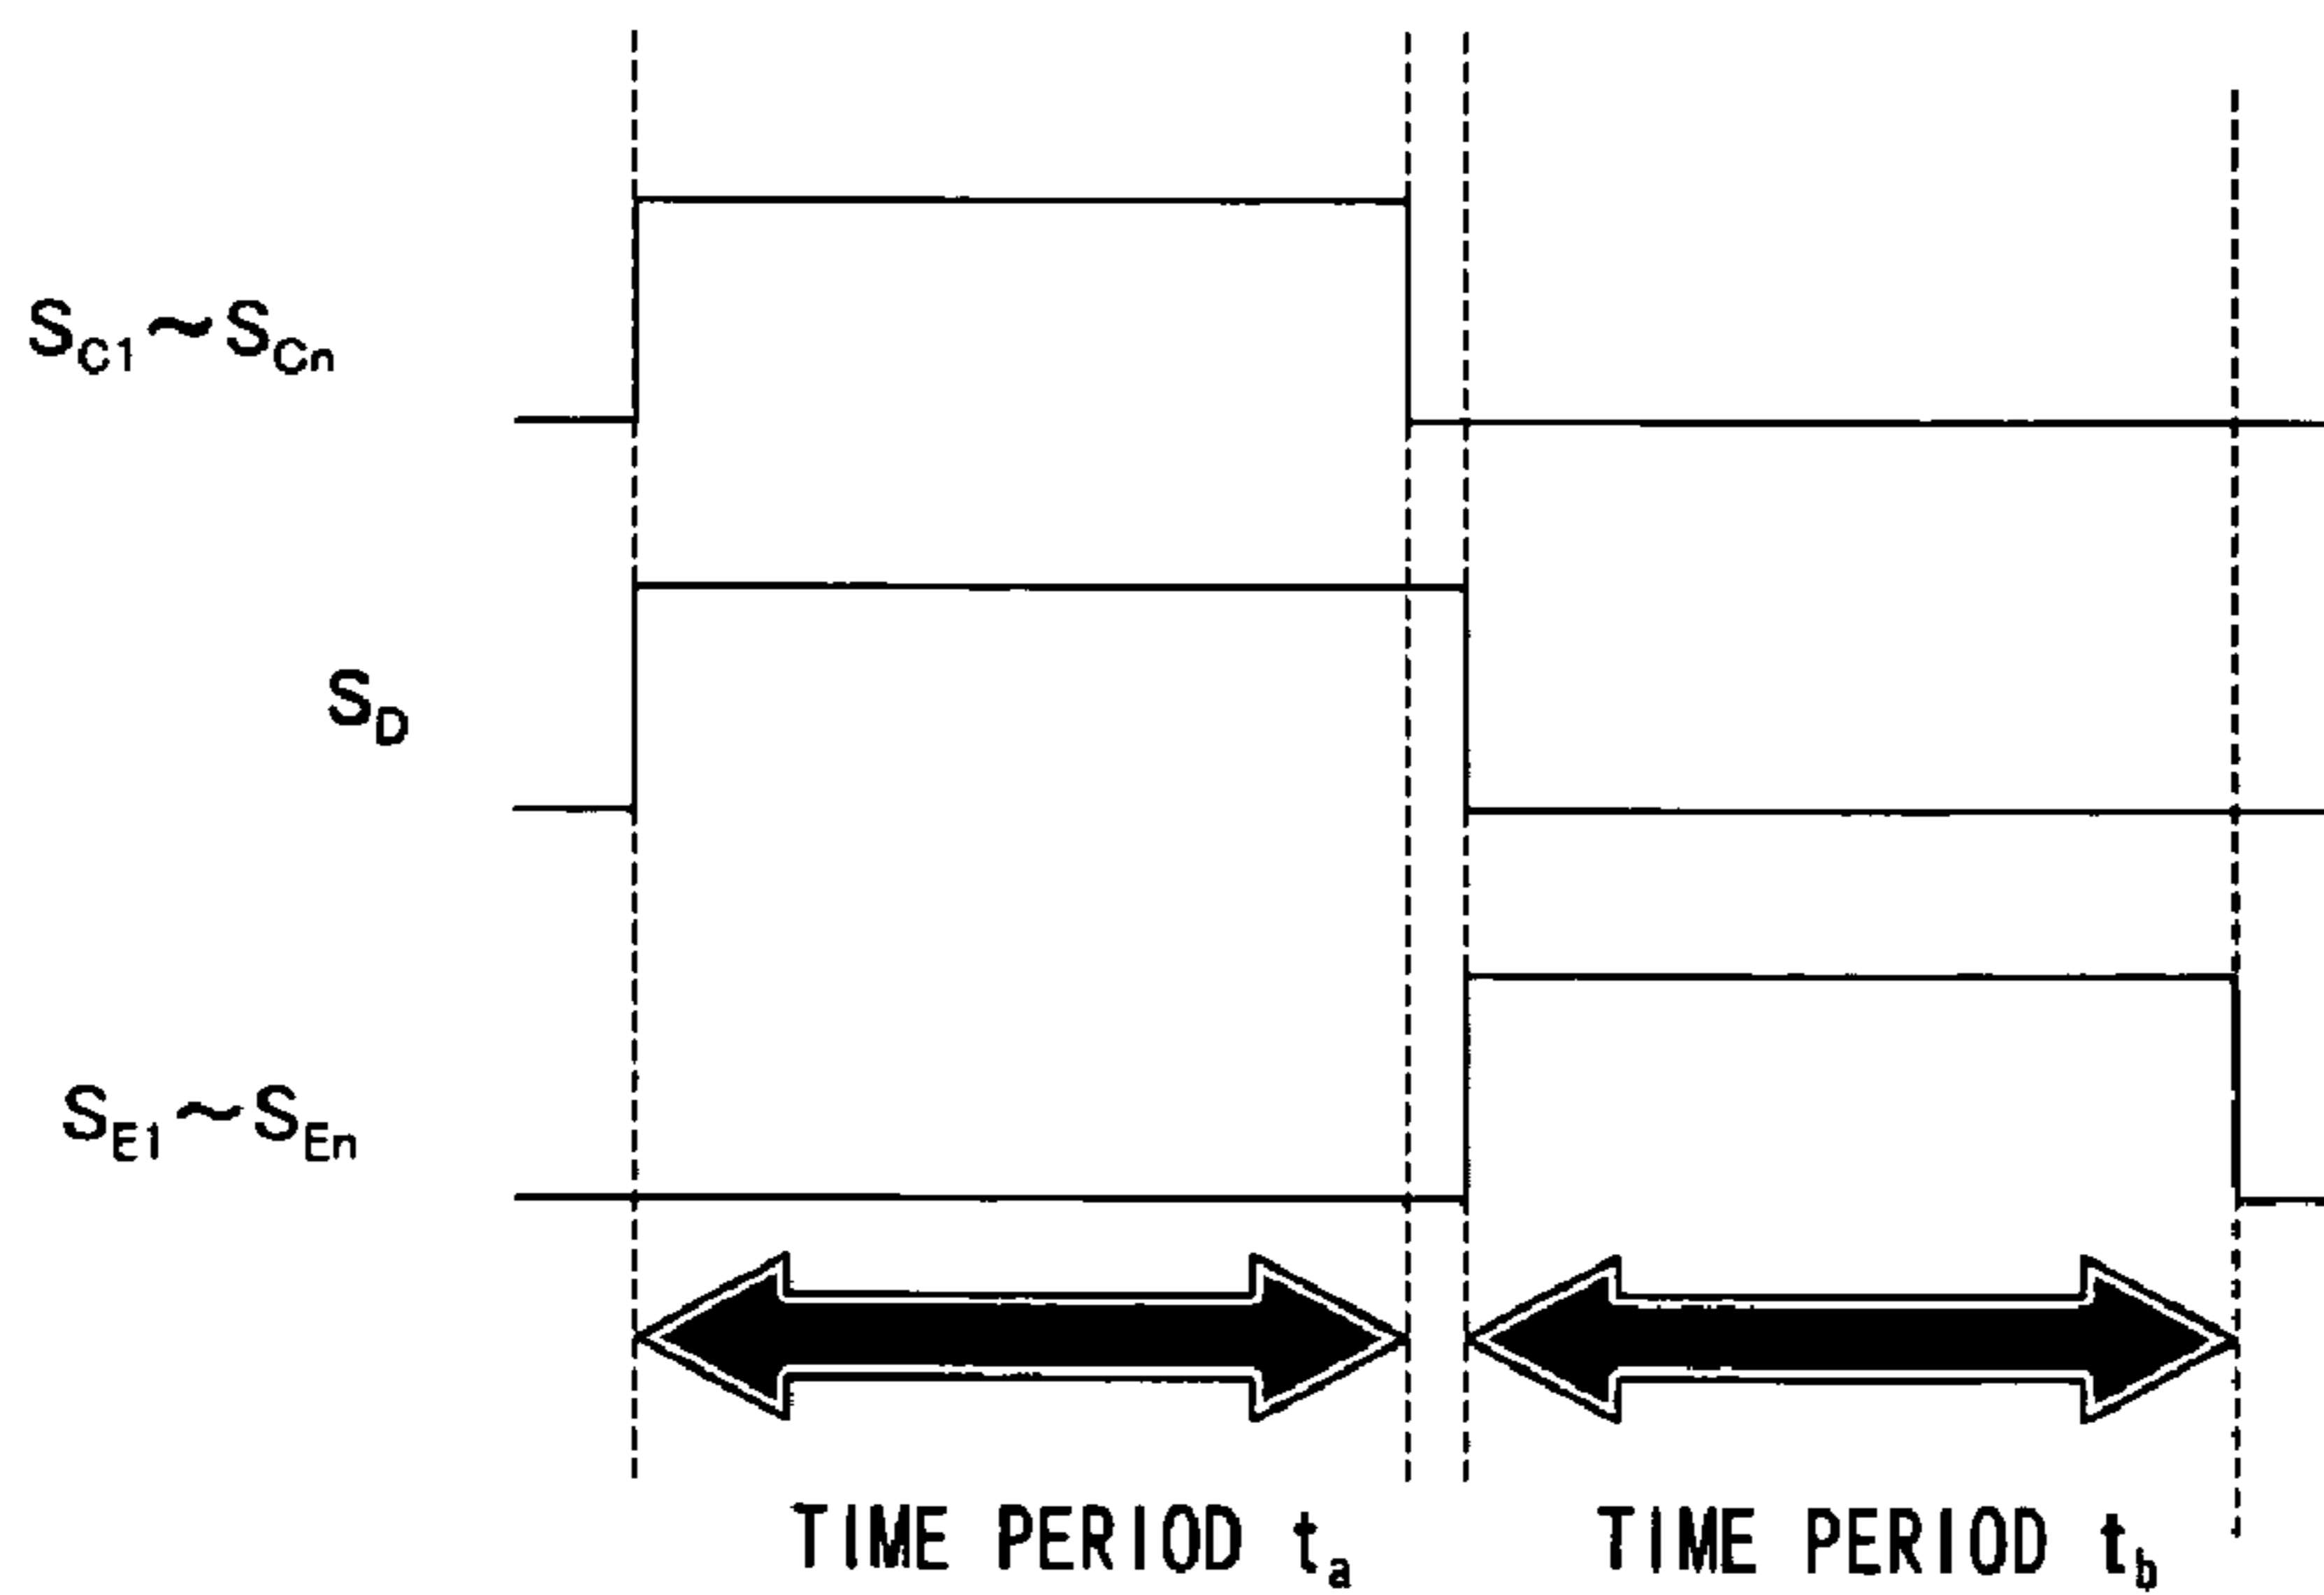 S_C1～S_Cn
S_D
S_E1～S_En
TIME PERIOD t_a TIME PERIOD t_b